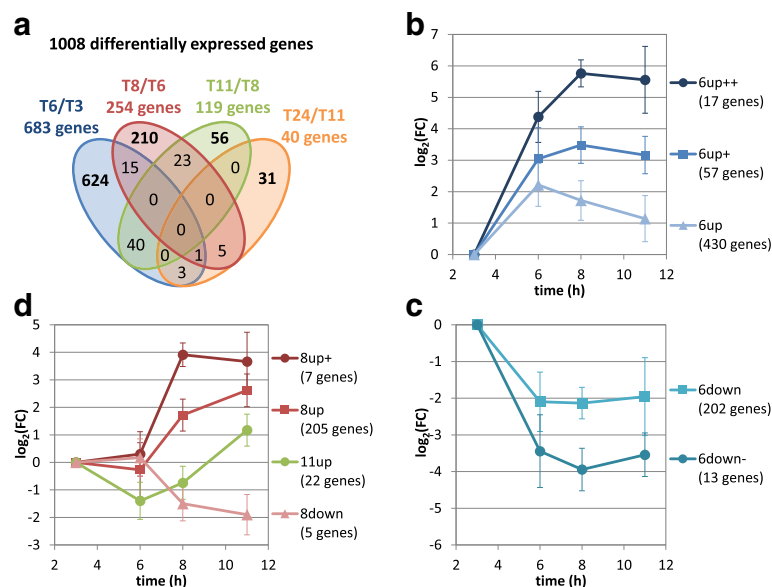 a
1008 differentially expressed genes
T8/T6
254 genes
T11/T8
119 genes
T6/T3
683 genes
T24/T11
40 genes
210
56
624
15
23
0
31
0
0
0
40
0
1
5
3
b
7
6
5
4
3
2
1
0
log2(FC)
2 4 6 8 10 12
time (h)
6up++
(17 genes)
6up+
(57 genes)
6up
(430 genes)
d
5
4
3
2
1
0
-1
-2
-3
log2(FC)
2 4 6 8 10 12
time (h)
8up+
(7 genes)
8up
(205 genes)
11up
(22 genes)
8down
(5 genes)
c
0
-1
-2
-3
-4
-5
-6
log2(FC)
2 4 6 8 10 12
time (h)
6down
(202 genes)
6down-
(13 genes)